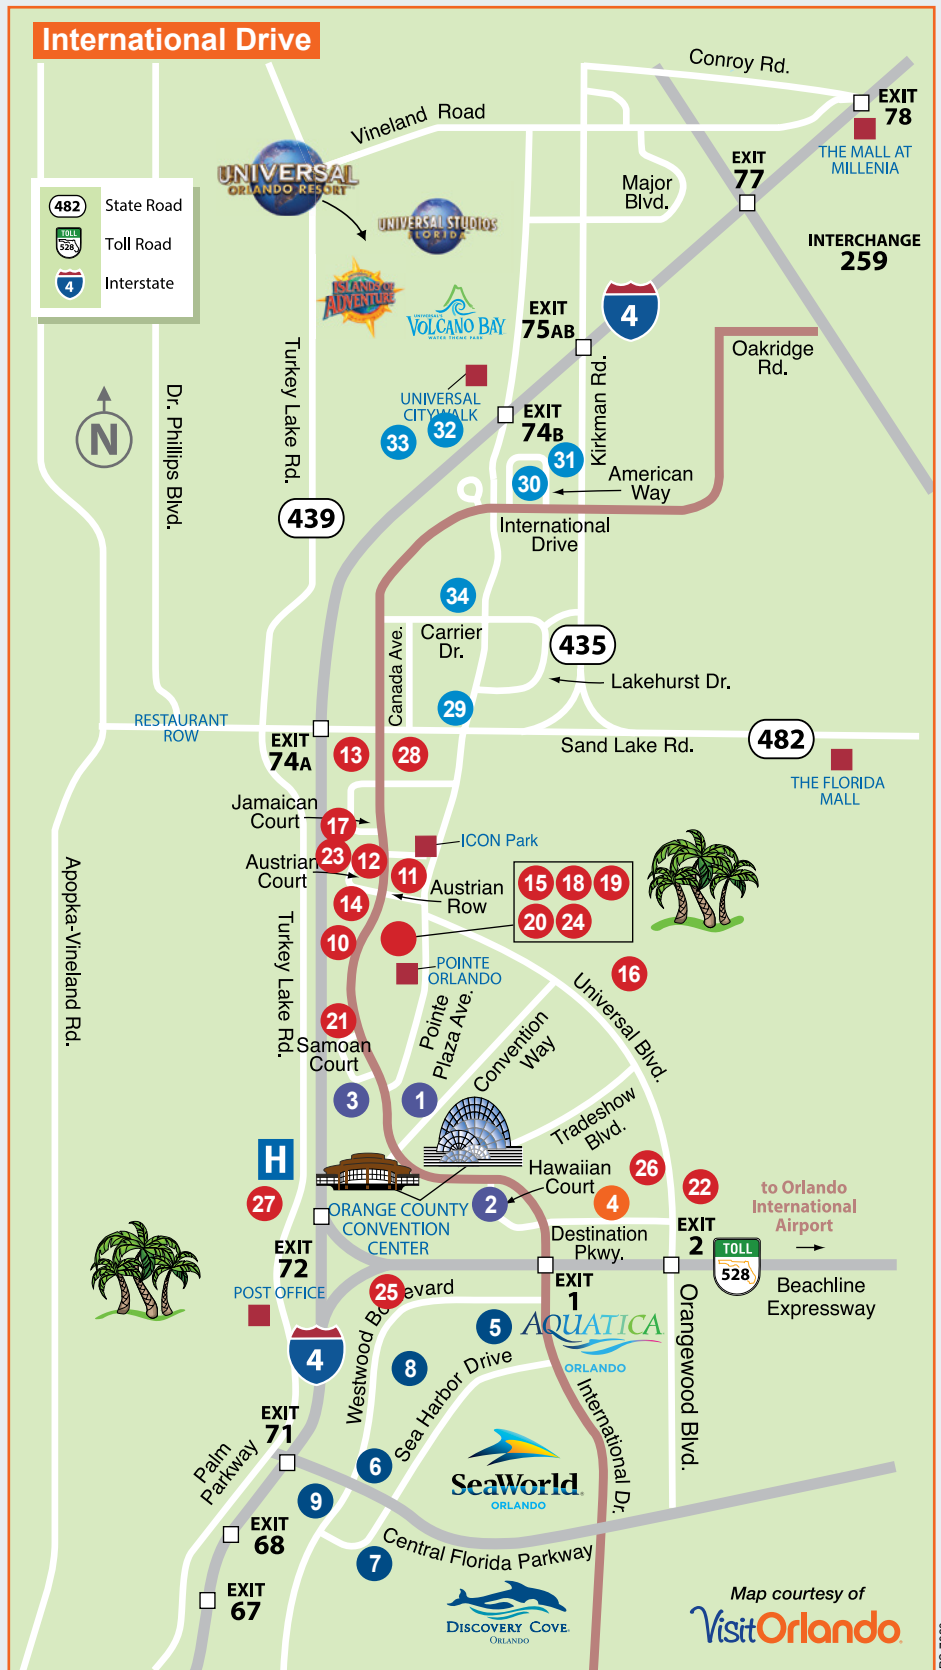 International Drive
Conroy Rd.
EXIT
78
Vineland Road
THE MALL AT
MILLENIA
EXIT
77
UNIVERSAL
ORLANDO RESORT
Major
Blvd.
482 State Road
TOLL
528
Toll Road
4 Interstate
UNIVERSAL STUDIOS
FLORIDA
INTERCHANGE
259
ISLANDS OF
ADVENTURE
UNIVERSAL'S
VOLCANO BAY
WATER THEME PARK
EXIT
75AB
4
Oakridge
Rd.
Turkey Lake Rd.
Dr. Phillips Blvd.
Kirkman Rd.
UNIVERSAL
CITYWALK
EXIT
74B
N
33
32
31
30
American
Way
439
International
Drive
34
Canada Ave.
Carrier
Dr.
435
Lakehurst Dr.
29
RESTAURANT
ROW
EXIT
74A
13
28
Sand Lake Rd.
482
THE FLORIDA
MALL
Jamaican
Court
17
ICON Park
23
12
Austrian
Court
11
Austrian
Row
15
18
19
20
24
14
10
Apopka-Vineland Rd.
Turkey Lake Rd.
POINTE
ORLANDO
16
Universal Blvd.
21
Samoan
Court
Pointe
Plaza Ave.
Convention
Way
3
1
Tradeshow
Blvd.
H
Hawaiian
Court
26
22
27
2
4
to Orlando
International
Airport
ORANGE COUNTY
CONVENTION
CENTER
Destination
Pkwy.
EXIT
2
EXIT
72
TOLL
528
EXIT
1
Beachline
Expressway
POST OFFICE
25
Westwood Boulevard
5
AQUATICA
ORLANDO
4
8
Sea Harbor Drive
Orangewood Blvd.
International Dr.
EXIT
71
Palm
Parkway
6
SeaWorld
ORLANDO
9
EXIT
68
7
Central Florida Parkway
EXIT
67
DISCOVERY COVE
ORLANDO
Map courtesy of
VisitOrlando